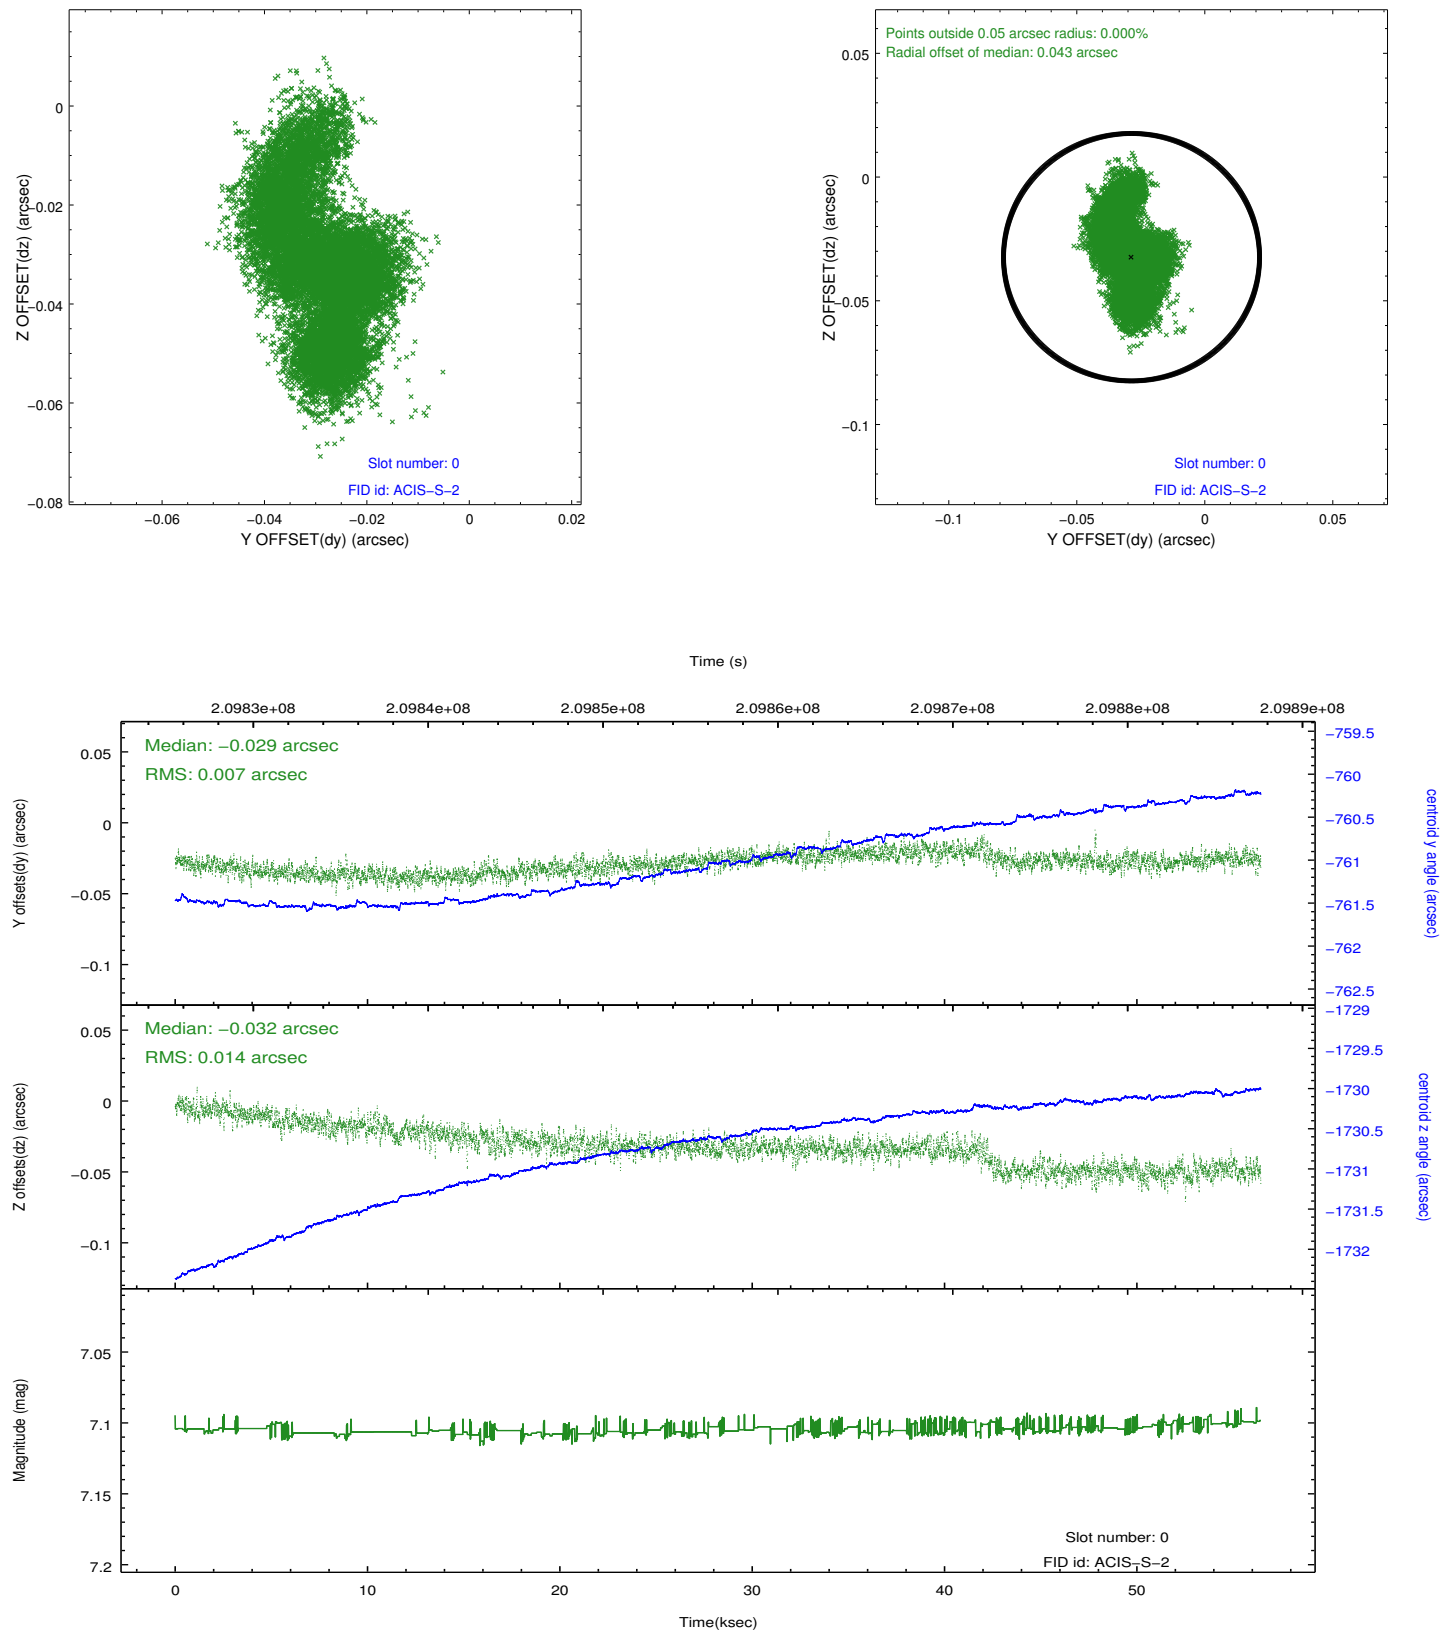 0
−0.02
−0.04
−0.06
−0.08
Z OFFSET(dz) (arcsec)
−0.06
−0.04
−0.02
0
0.02
Y OFFSET(dy) (arcsec)
Slot number: 0
FID id: ACIS−S−2
Points outside 0.05 arcsec radius: 0.000%
Radial offset of median: 0.043 arcsec
0.05
0
−0.05
−0.1
Z OFFSET(dz) (arcsec)
−0.1
−0.05
0
0.05
Y OFFSET(dy) (arcsec)
Slot number: 0
FID id: ACIS−S−2
Time (s)
2.0983e+08
2.0984e+08
2.0985e+08
2.0986e+08
2.0987e+08
2.0988e+08
2.0989e+08
Median: −0.029 arcsec
RMS: 0.007 arcsec
0.05
0
−0.05
−0.1
Y offsets(dy) (arcsec)
−759.5
−760
−760.5
−761
−761.5
−762
−762.5
centroid y angle (arcsec)
Median: −0.032 arcsec
RMS: 0.014 arcsec
0.05
0
−0.05
−0.1
Z offsets(dz) (arcsec)
−1729
−1729.5
−1730
−1730.5
−1731
−1731.5
−1732
centroid z angle (arcsec)
7.05
7.1
7.15
7.2
Magnitude (mag)
Slot number: 0
FID id: ACIS−S−2
0
10
20
30
40
50
Time(ksec)